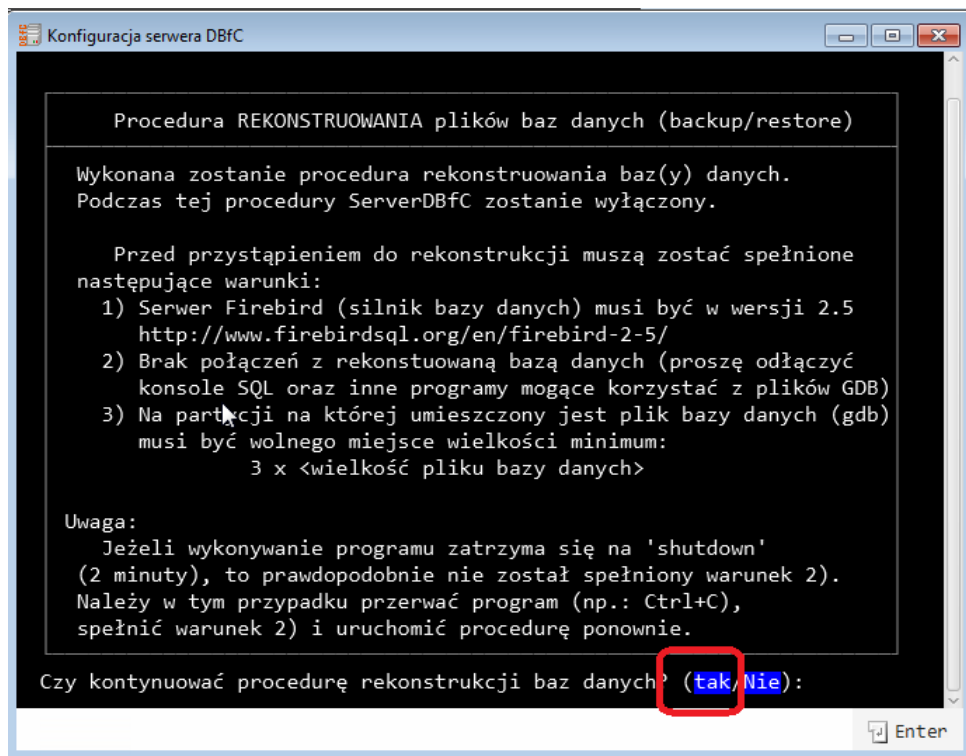 Konfiguracja serwera DBfC
Procedura REKONSTRUOWANIA plików baz danych (backup/restore)
Wykonana zostanie procedura rekonstruowania baz(y) danych.
Podczas tej procedury ServerDBfC zostanie wyłączony.
Przed przystąpieniem do rekonstrukcji muszą zostać spełnione
następujące warunki:
1) Serwer Firebird (silnik bazy danych) musi być w wersji 2.5
http://www.firebirdsql.org/en/firebird-2-5/
2) Brak połączeń z rekonstuowaną bazą danych (proszę odłączyć
konsole SQL oraz inne programy mogące korzystać z plików GDB)
3) Na partycji na której umieszczony jest plik bazy danych (gdb)
musi być wolnego miejsce wielkości minimum:
3 x <wielkość pliku bazy danych>
Uwaga:
Jeżeli wykonywanie programu zatrzyma się na 'shutdown'
(2 minuty), to prawdopodobnie nie został spełniony warunek 2).
Należy w tym przypadku przerwać program (np.: Ctrl+C),
spełnić warunek 2) i uruchomić procedurę ponownie.
Czy kontynuować procedurę rekonstrukcji baz danych? (tak/Nie):
Enter